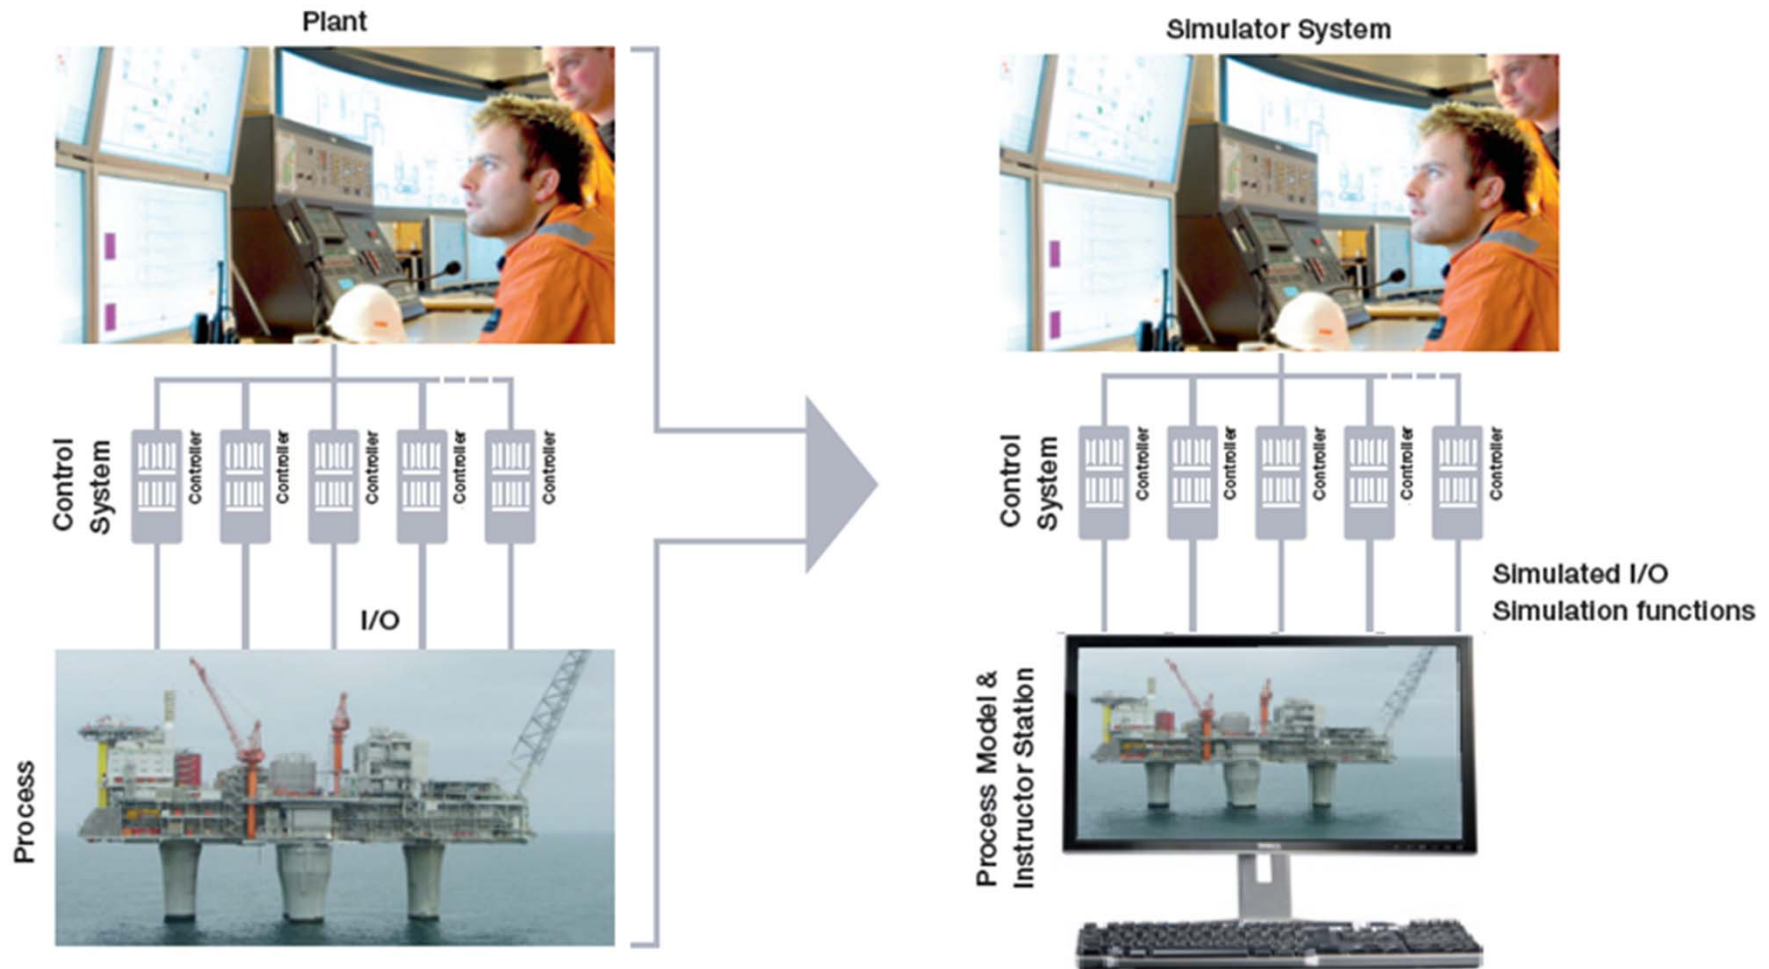 Plant
Control
System
Controller
Controller
Controller
Controller
Controller
I/O
Process
Simulator System
Control
System
Controller
Controller
Controller
Controller
Controller
Simulated I/O
Simulation functions
Process Model &
Instructor Station